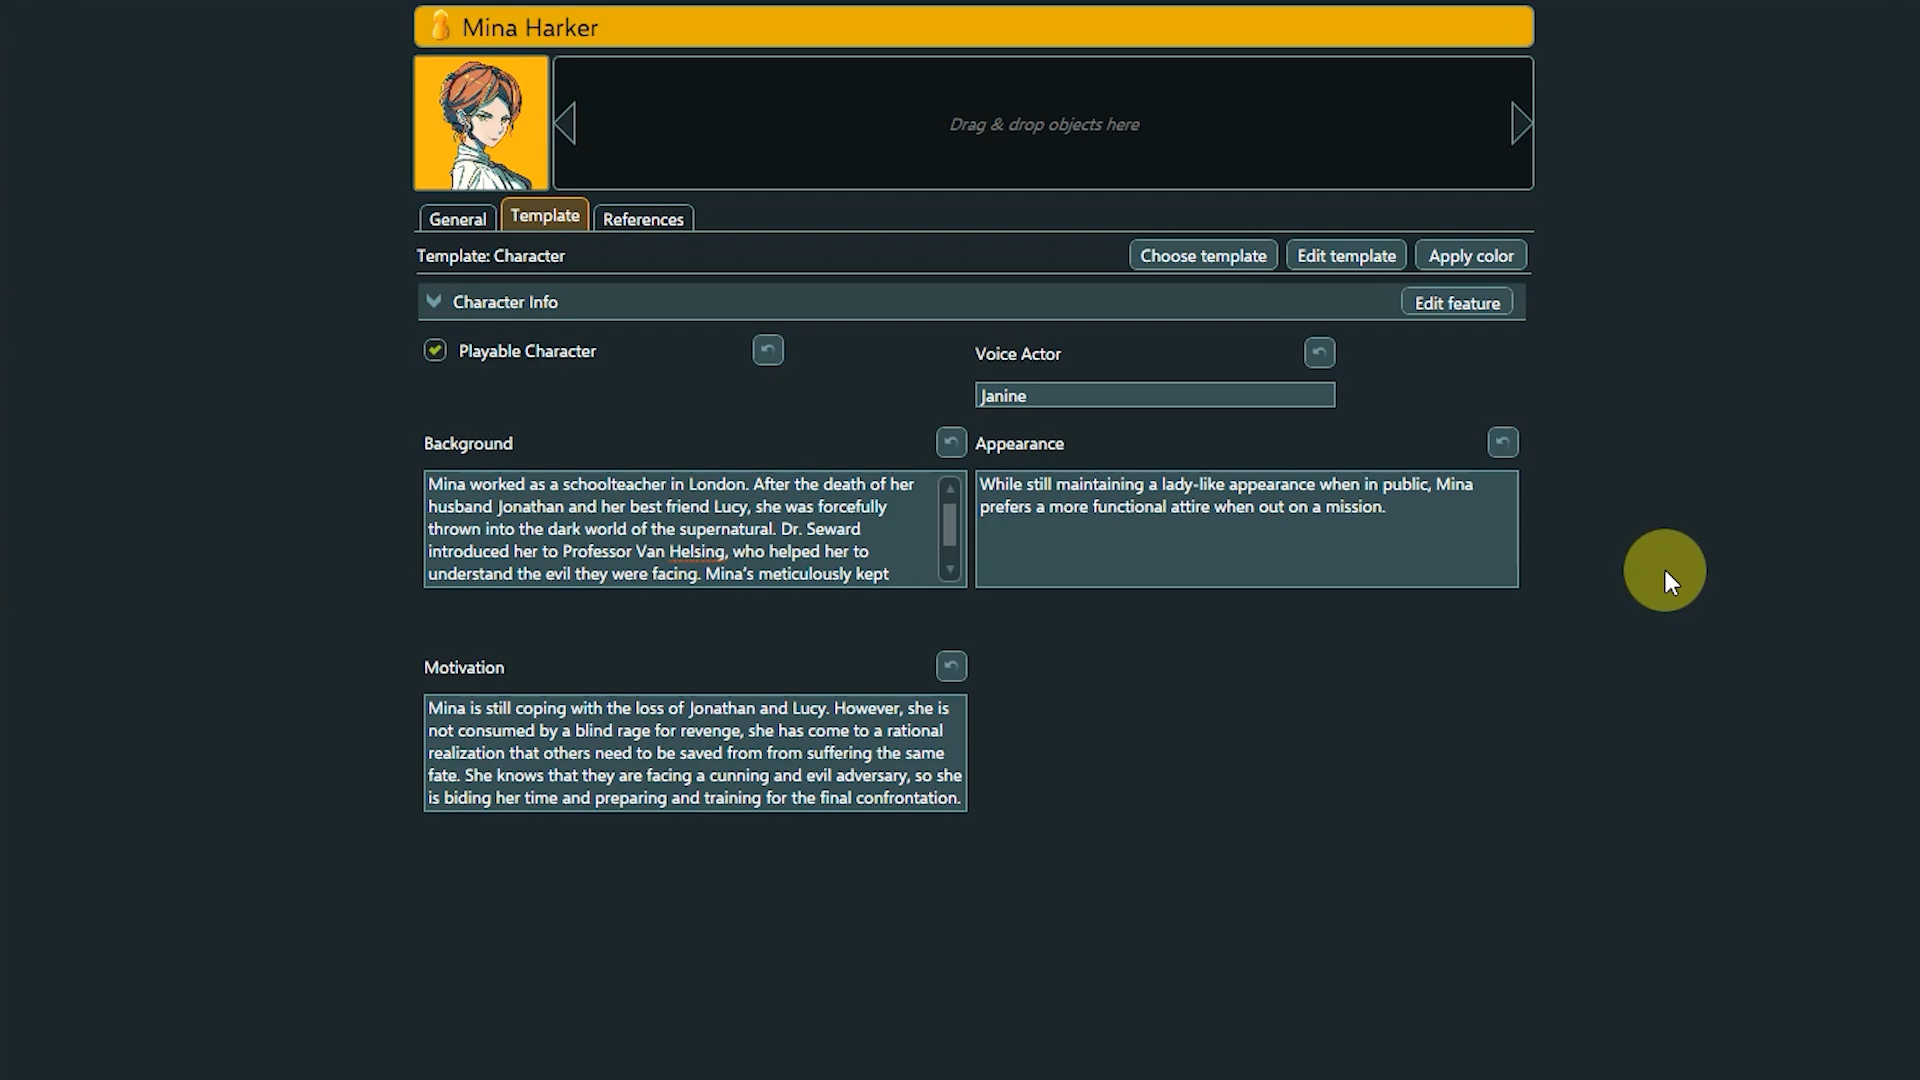 Mina Harker
Drag & drop objects here
General
Template
References
Template: Character
Choose template
Edit template
Apply color
Character Info
Edit feature
Playable Character
Voice Actor
Janine
Background
Mina worked as a schoolteacher in London. After the death of her
husband Jonathan and her best friend Lucy, she was forcefully
thrown into the dark world of the supernatural. Dr. Seward
introduced her to Professor Van Helsing, who helped her to
understand the evil they were facing. Mina's meticulously kept
Appearance
While still maintaining a lady-like appearance when in public, Mina
prefers a more functional attire when out on a mission.
Motivation
Mina is still coping with the loss of Jonathan and Lucy. However, she is
not consumed by a blind rage for revenge, she has come to a rational
realization that others need to be saved from from suffering the same
fate. She knows that they are facing a cunning and evil adversary, so she
is biding her time and preparing and training for the final confrontation.